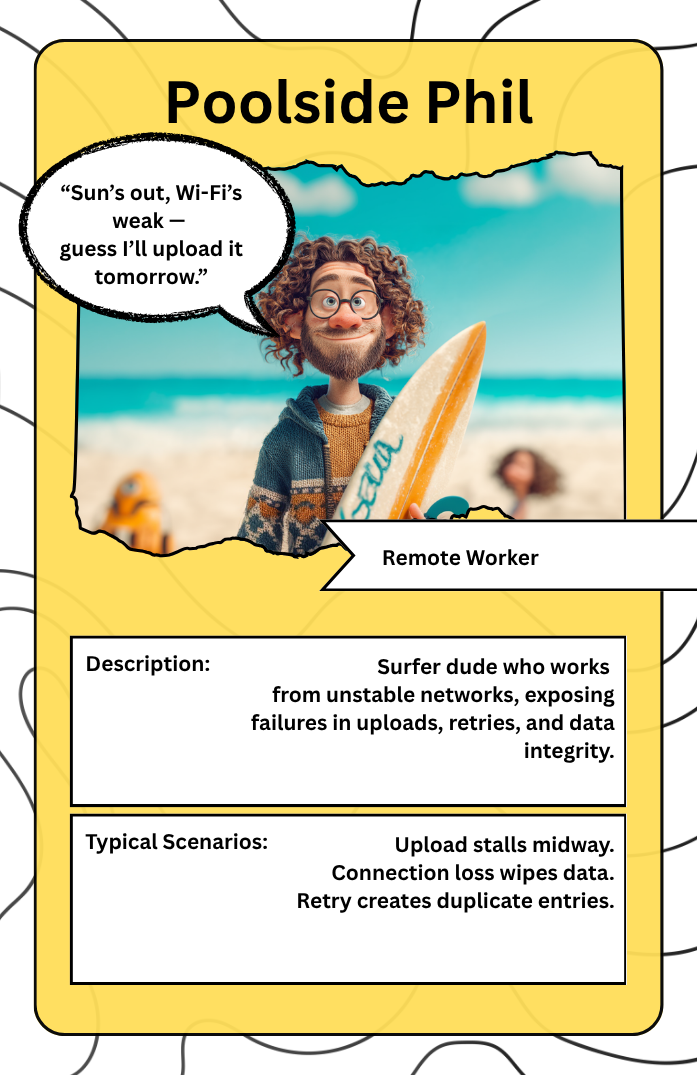 Poolside Phil
“Sun’s out, Wi-Fi’s
weak —
guess I’ll upload it
tomorrow.”
Remote Worker
Description:
Surfer dude who works
from unstable networks, exposing
failures in uploads, retries, and data
integrity.
Typical Scenarios:
Upload stalls midway.
Connection loss wipes data.
Retry creates duplicate entries.